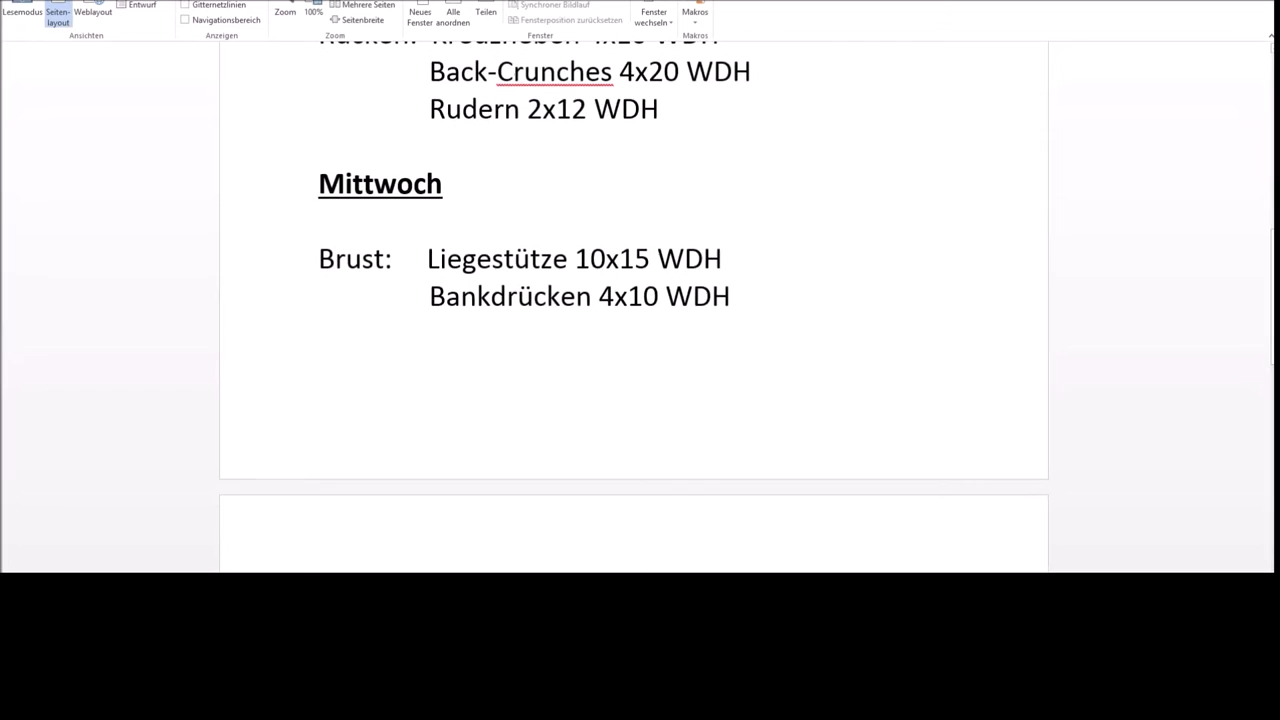 Entwurf
Gitternetzlinien
Mehrere Seiten
Synchroner Bildlauf
Lesemodus
Seiten-
layout
Weblayout
Navigationsbereich
Zoom
100%
Seitenbreite
Neues
Fenster
Alle
anordnen
Teilen
Fensterposition zurücksetzen
Fenster
wechseln
Makros
Ansichten
Anzeigen
Zoom
Fenster
Makros
Back-Crunches 4x20 WDH
Rudern 2x12 WDH
Mittwoch
Brust: Liegestütze 10x15 WDH
Bankdrücken 4x10 WDH